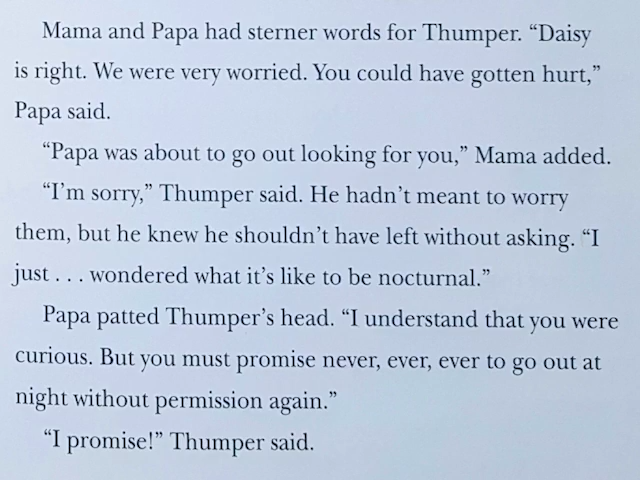 Mama and Papa had sterner words for Thumper. “Daisy
is right. We were very worried. You could have gotten hurt,”
Papa said.
“Papa was about to go out looking for you,” Mama added.
“I’m sorry,” Thumper said. He hadn’t meant to worry
them, but he knew he shouldn’t have left without asking. “I
just . . . wondered what it’s like to be nocturnal.”
Papa patted Thumper’s head. “I understand that you were
curious. But you must promise never, ever, ever to go out at
night without permission again.”
“I promise!” Thumper said.